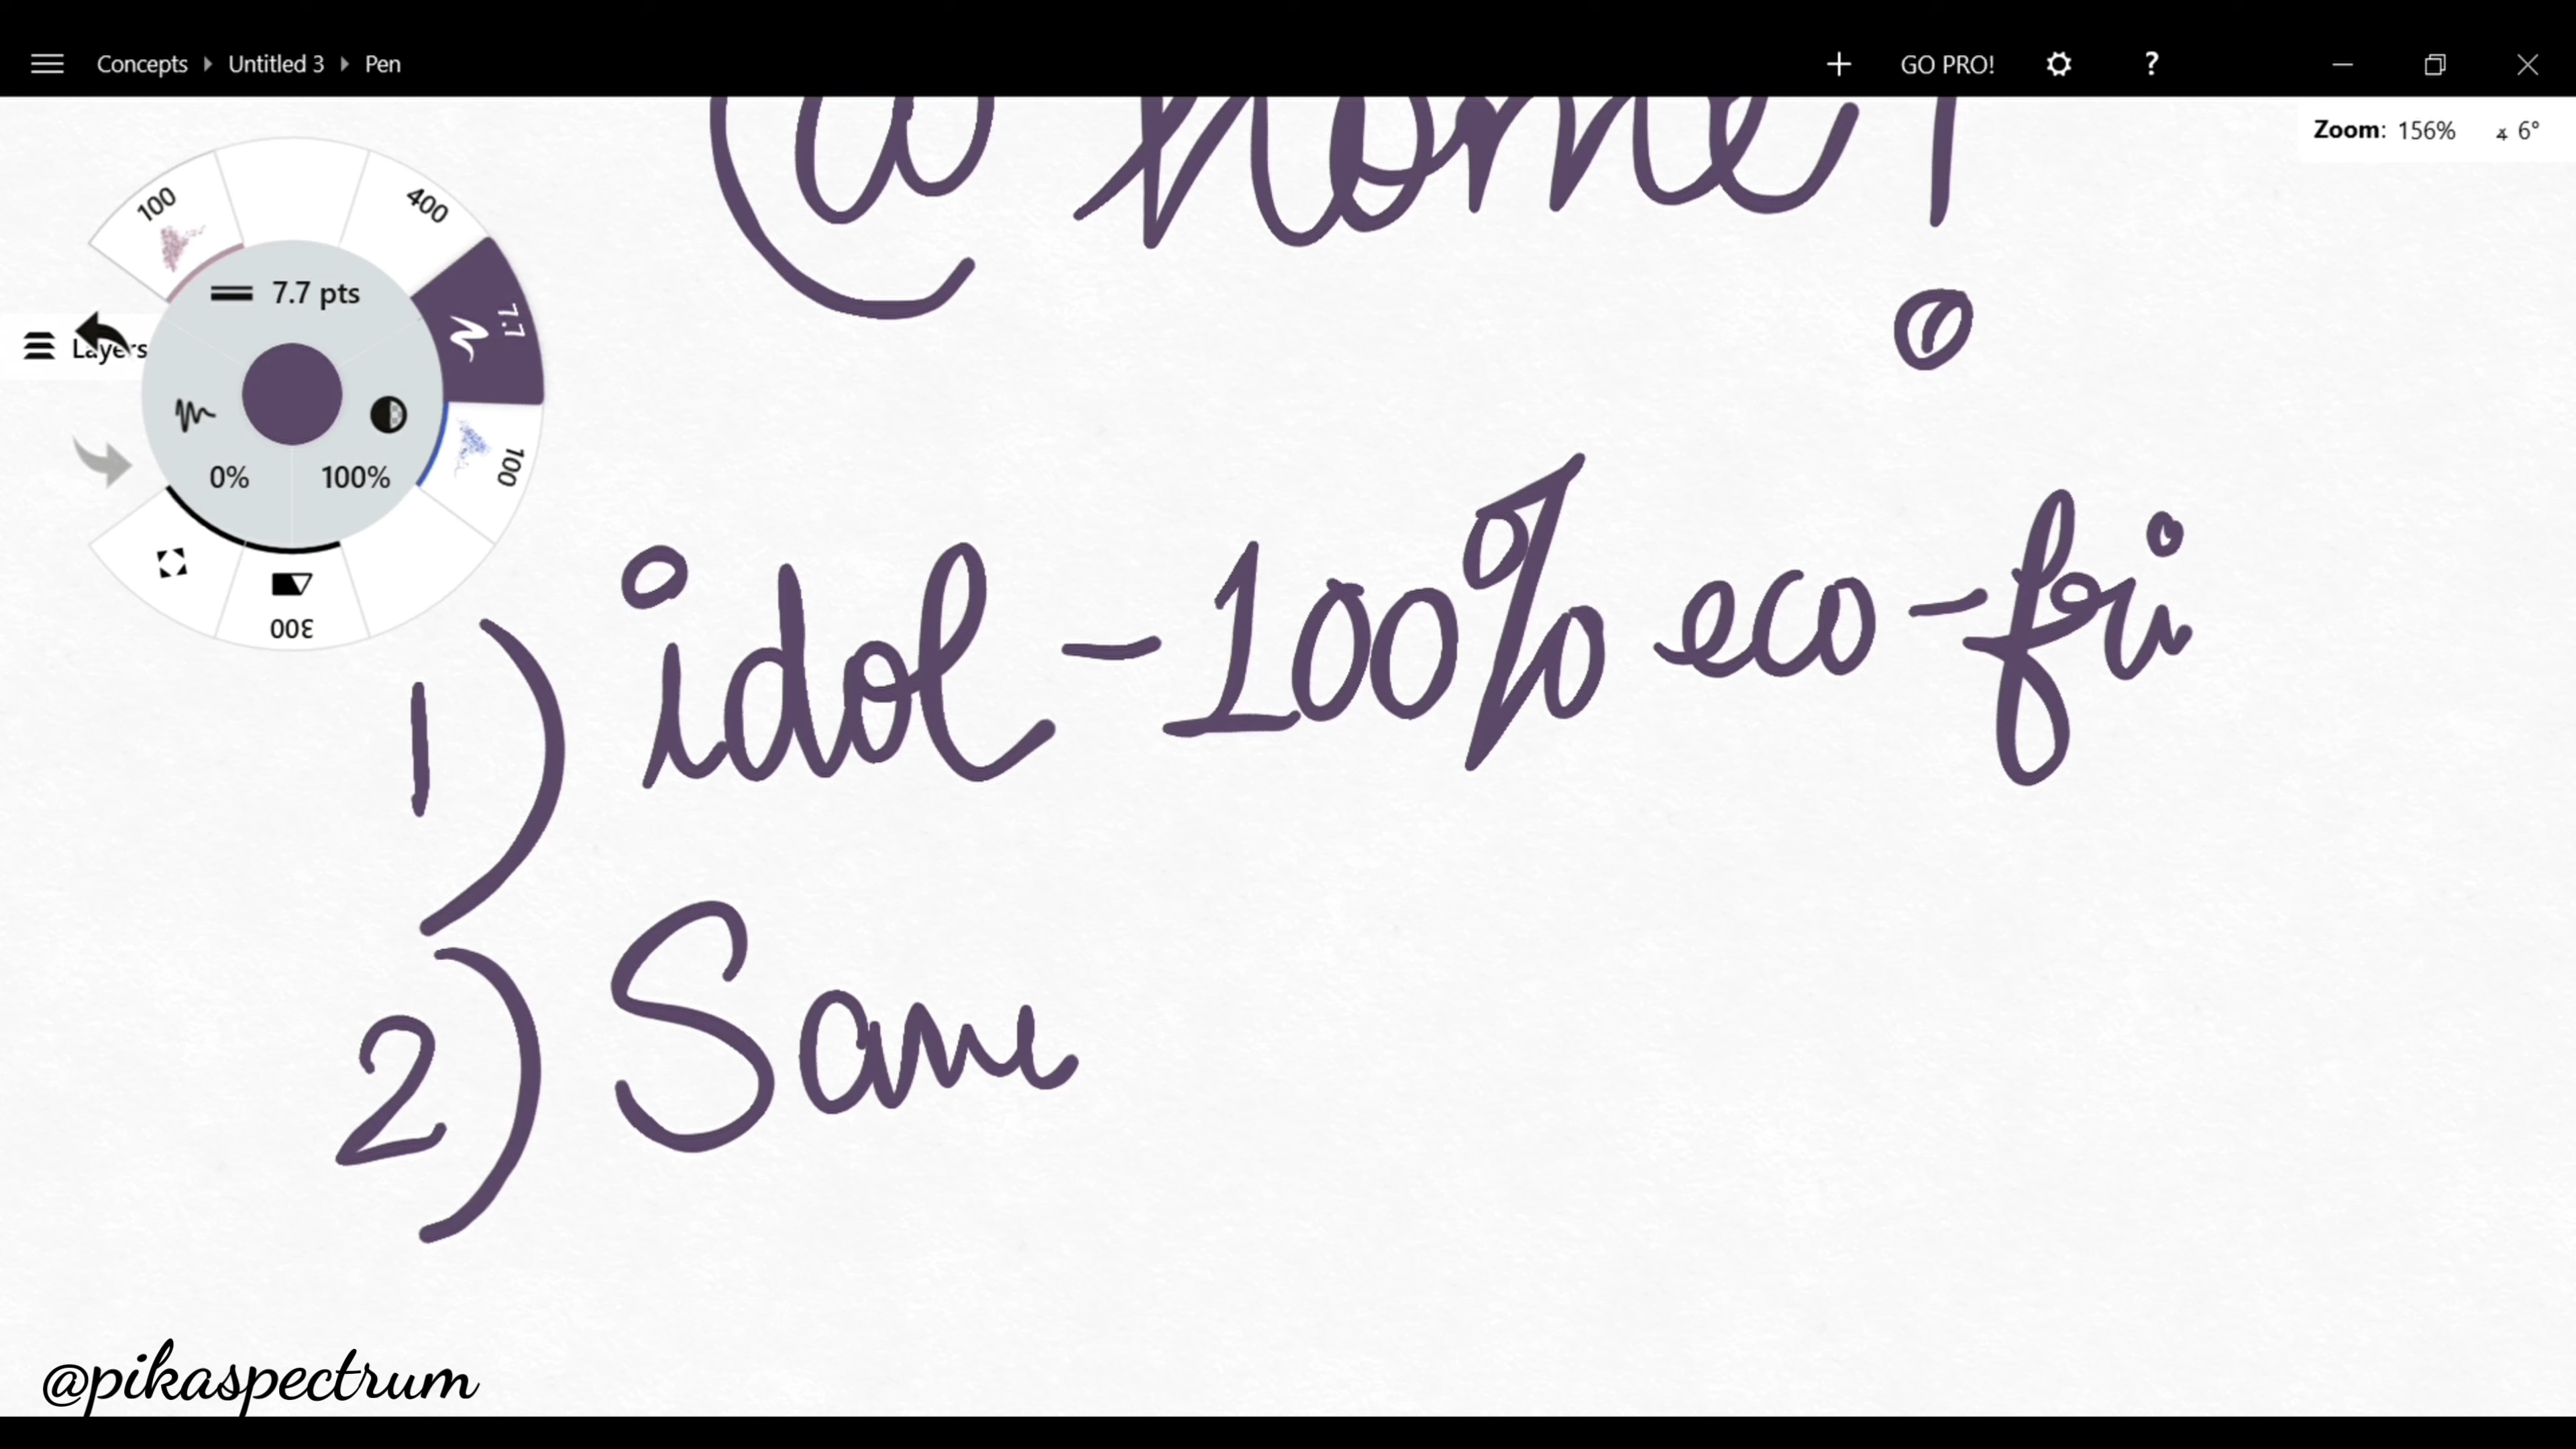 Concepts Untitled 3 Pen + GO PRO! ?
Zoom: 156% 6°
100
400
7.7 pts
7.7
Layers
0% 100%
100
300
@ home!
1) idol - 100% eco-fri
2) Same
@pikaspectrum